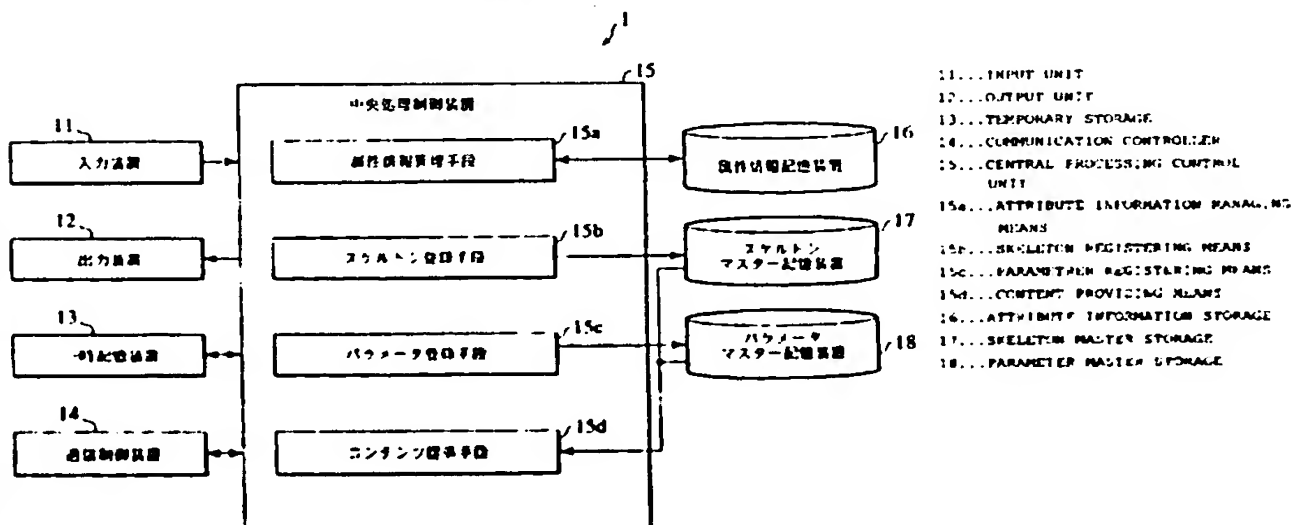 1
15
中央処理制御装置
11
入力装置
15a
属性情報管理手段
16
属性情報記憶装置
12
出力装置
15b
スケルトン登録手段
17
スケルトン
マスター記憶装置
13
一時記憶装置
15c
パラメータ登録手段
パラメータ
マスター記憶装置
18
14
通信制御装置
15d
コンテンツ提供手段
11...INPUT UNIT
12...OUTPUT UNIT
13...TEMPORARY STORAGE
14...COMMUNICATION CONTROLLER
15...CENTRAL PROCESSING CONTROL
UNIT
15a...ATTRIBUTE INFORMATION MANAGING
MEANS
15b...SKELETON REGISTERING MEANS
15c...PARAMETRER REGISTERING MEANS
15d...CONTENT PROVIDING MEANS
16...ATTRIBUTE INFORMATION STORAGE
17...SKELETON MASTER STORAGE
18...PARAMETER MASTER STORAGE